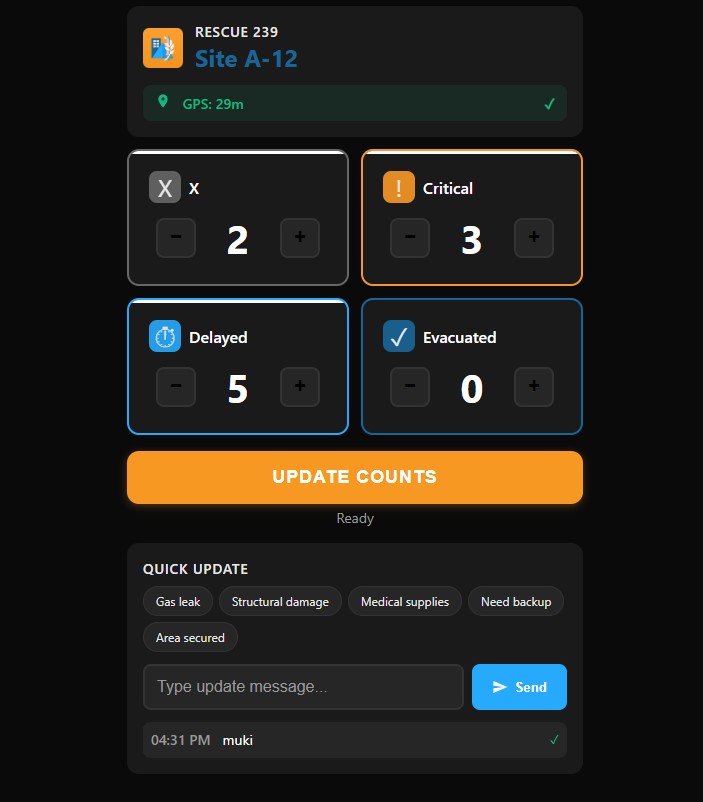 RESCUE 239
Site A-12
GPS: 29m ✓
X X
− 2 +
! Critical
− 3 +
Delayed
− 5 +
✓ Evacuated
− 0 +
UPDATE COUNTS
Ready
QUICK UPDATE
Gas leak Structural damage Medical supplies Need backup
Area secured
Type update message... Send
04:31 PM muki ✓